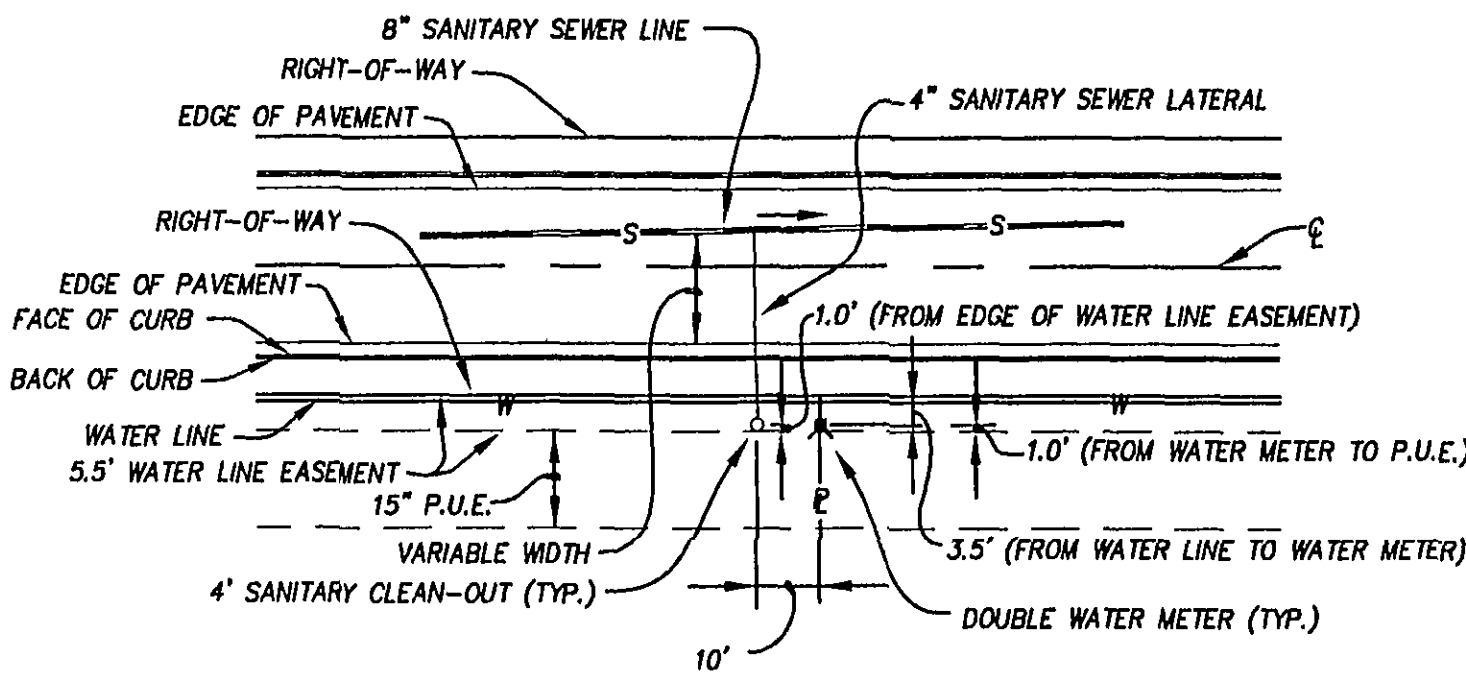 8" SANITARY SEWER LINE
RIGHT-OF-WAY
4" SANITARY SEWER LATERAL
EDGE OF PAVEMENT
RIGHT-OF-WAY
S
S
℄
EDGE OF PAVEMENT
1.0' (FROM EDGE OF WATER LINE EASEMENT)
FACE OF CURB
BACK OF CURB
W
W
WATER LINE
1.0' (FROM WATER METER TO P.U.E.)
5.5' WATER LINE EASEMENT
15" P.U.E.
⅊
VARIABLE WIDTH
3.5' (FROM WATER LINE TO WATER METER)
4' SANITARY CLEAN-OUT (TYP.)
DOUBLE WATER METER (TYP.)
10'